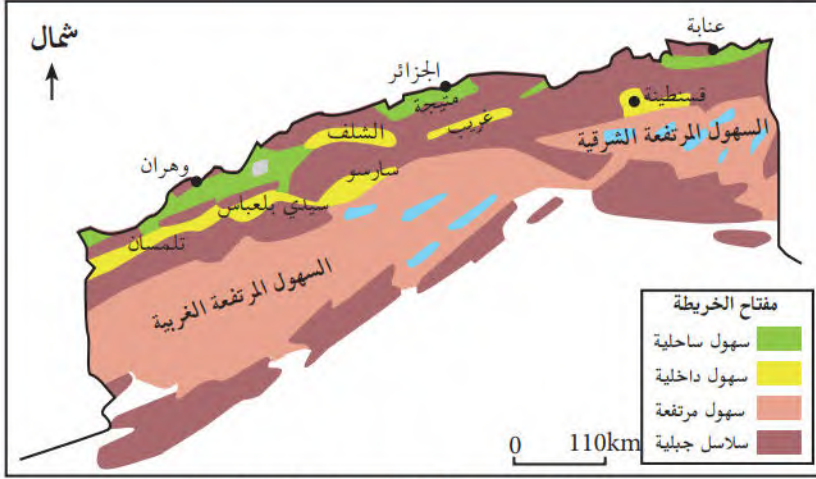 شمال
عنابة
الجزائر
متيجة
قسنطينة
الشلف
غريب
السهول المرتفعة الشرقية
وهران
سارسو
سيدي بلعباس
تلمسان
السهول المرتفعة الغربية
مفتاح الخريطة
سهول ساحلية
سهول داخلية
سهول مرتفعة
سلاسل جبلية
0 110km